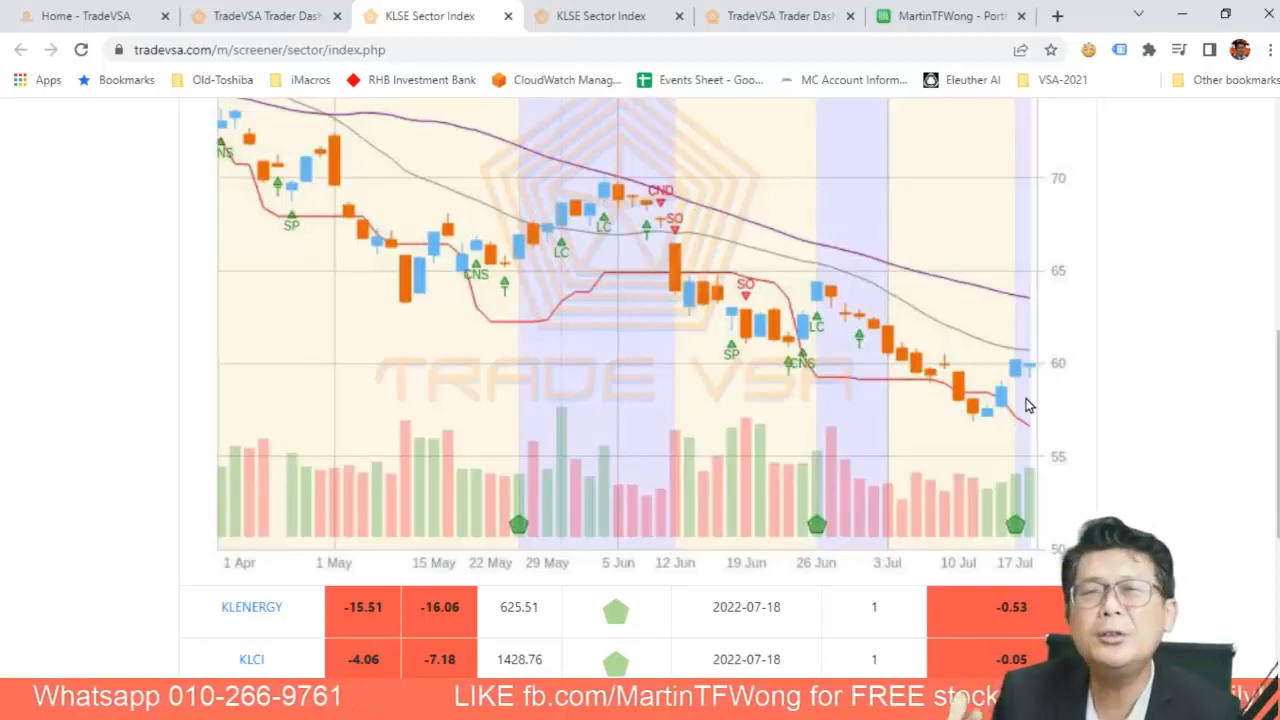 Home - TradeVSA
TradeVSA Trader Dash
KLSE Sector Index
KLSE Sector Index
TradeVSA Trader Dash
MartinTFWong - Port
tradevsa.com/m/screener/sector/index.php
Apps
Bookmarks
Old-Toshiba
iMacros
RHB Investment Bank
CloudWatch Manag...
Events Sheet - Goo...
MC Account Inform...
Eleuther AI
VSA-2021
Other bookmarks
NS
SP
CNS
T
LC
LC
T
CND
SO
SO
SP
CNS
LC
T
70
65
60
55
50
TRADE VSA
1 Apr
1 May
15 May
22 May
29 May
5 Jun
12 Jun
19 Jun
26 Jun
3 Jul
10 Jul
17 Jul
KLENERGY -15.51 -16.06 625.51 2022-07-18 1 -0.53
KLCI -4.06 -7.18 1428.76 2022-07-18 1 -0.05
Whatsapp 010-266-9761 LIKE fb.com/MartinTFWong for FREE stoc